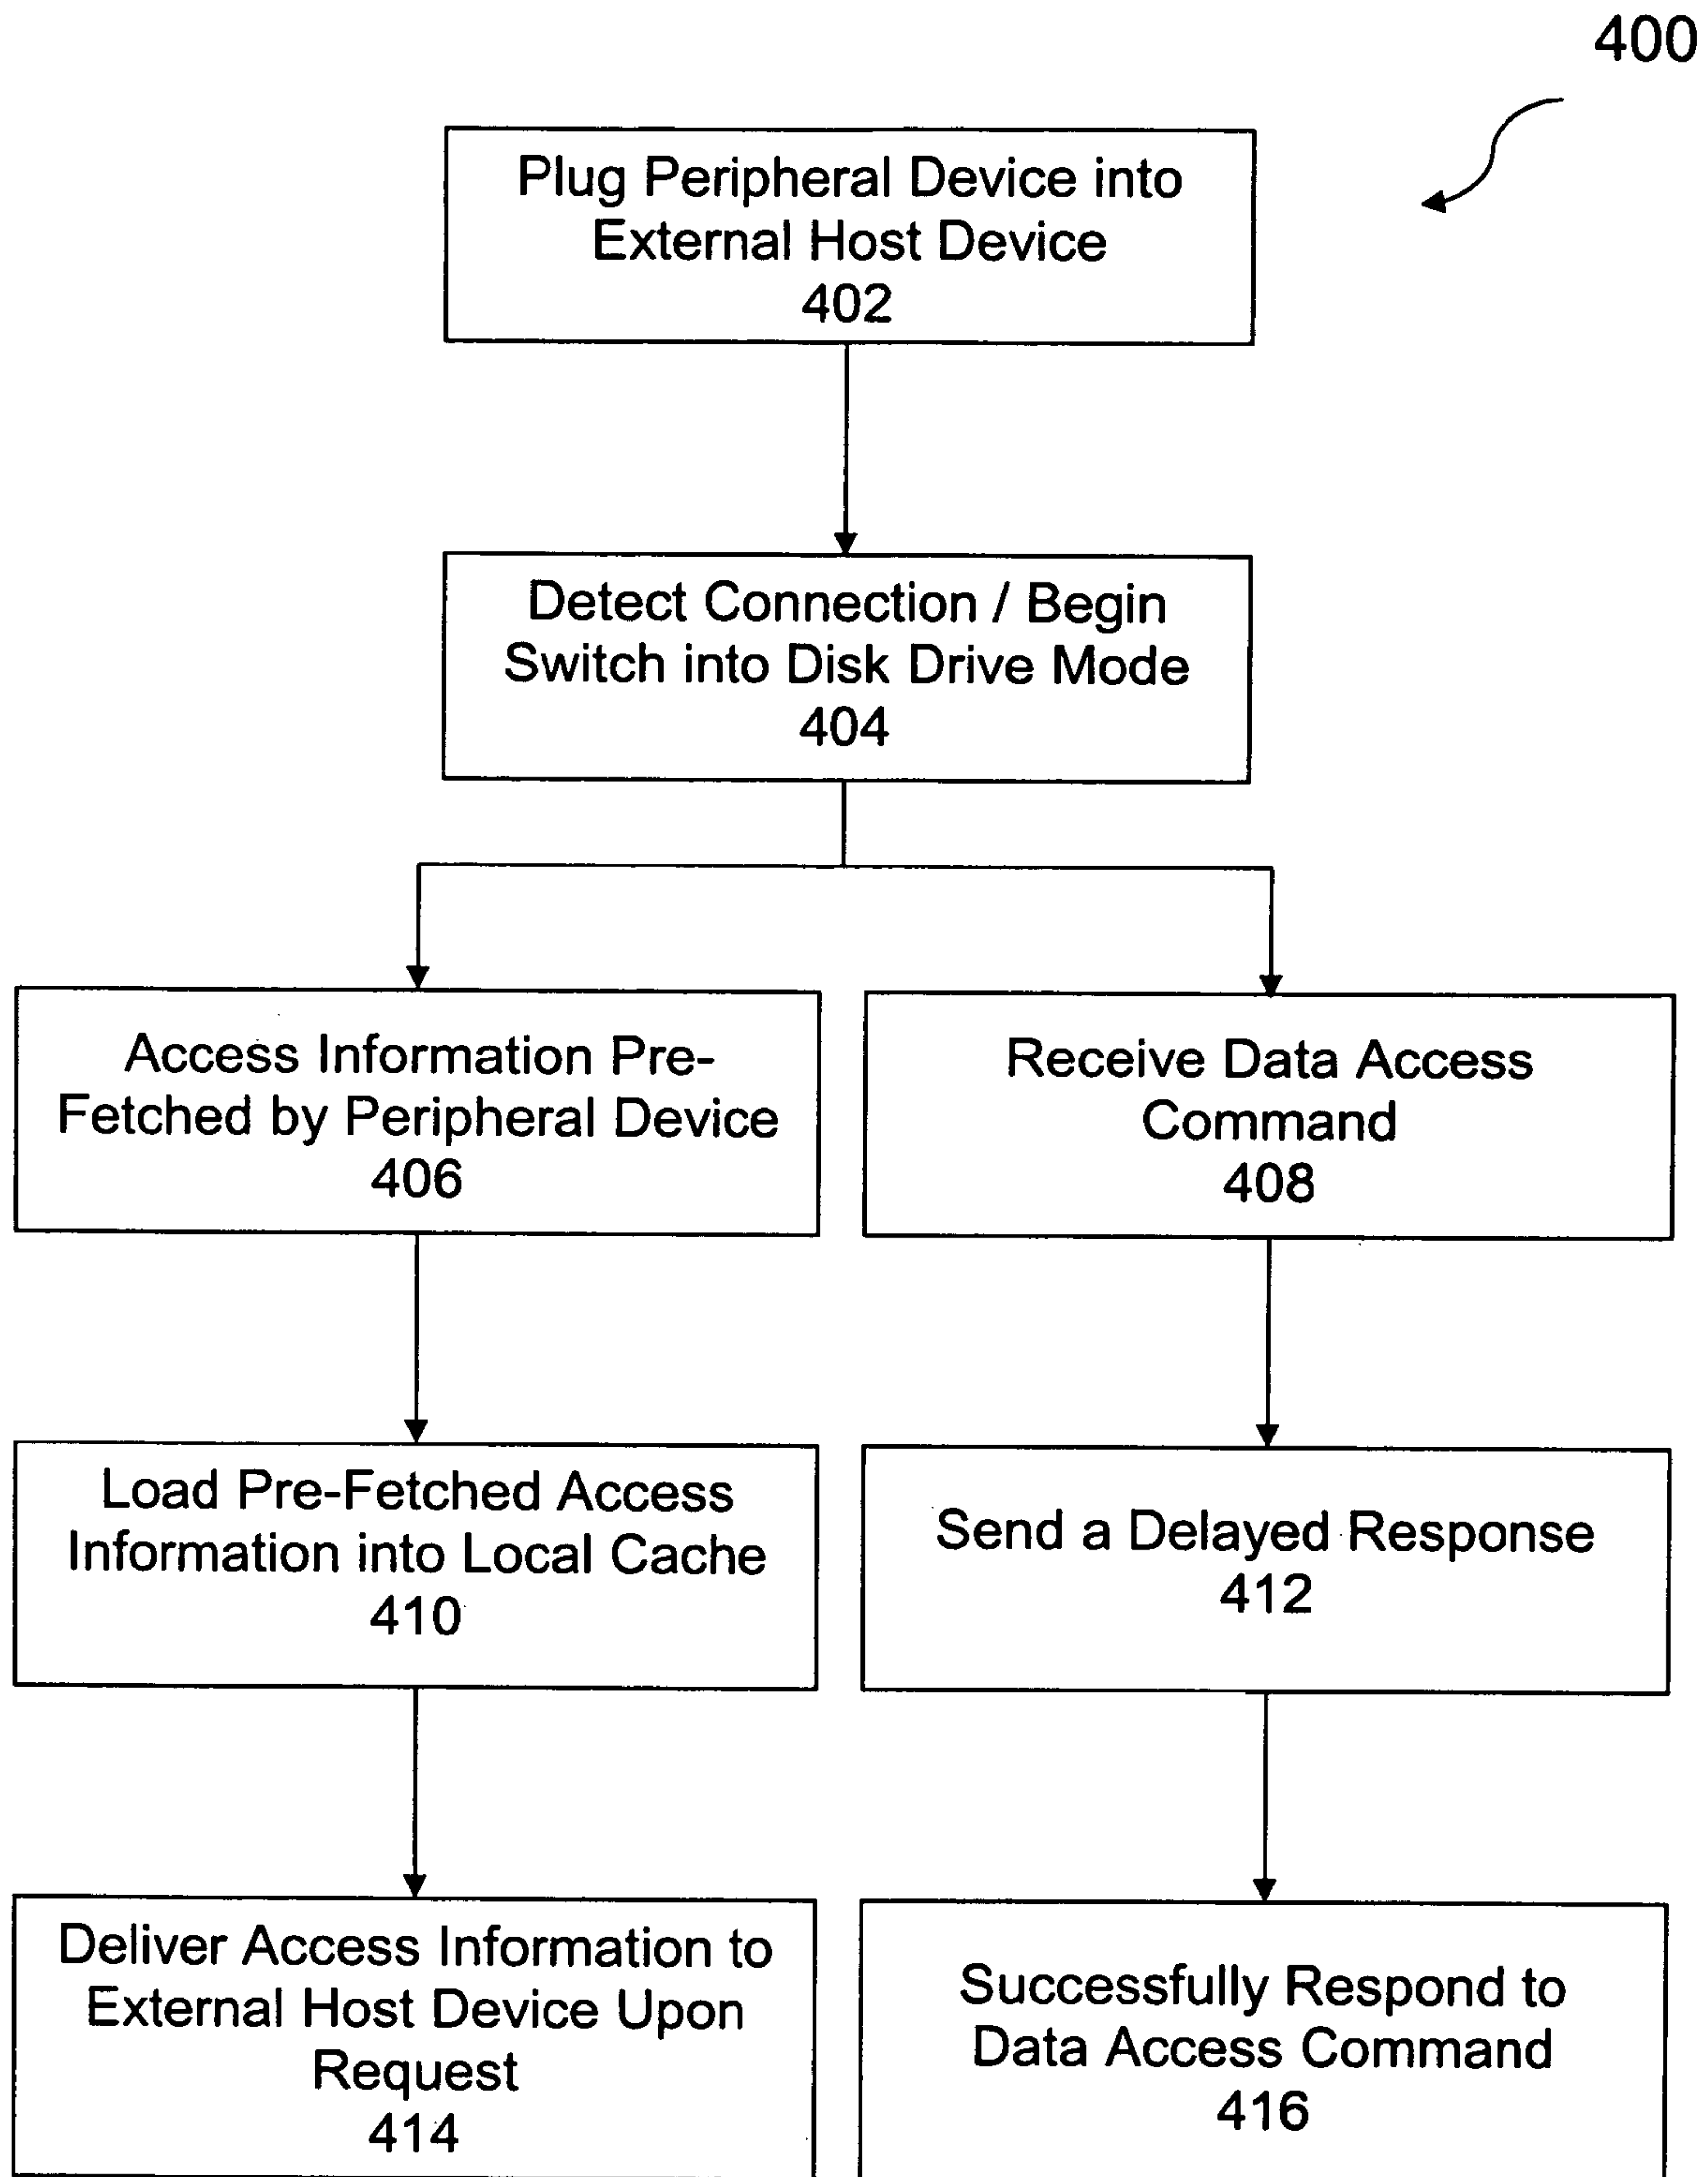 400
Plug Peripheral Device into
External Host Device
402
Detect Connection / Begin
Switch into Disk Drive Mode
404
Access Information Pre-
Fetched by Peripheral Device
406
Receive Data Access
Command
408
Load Pre-Fetched Access
Information into Local Cache
410
Send a Delayed Response
412
Deliver Access Information to
External Host Device Upon
Request
414
Successfully Respond to
Data Access Command
416